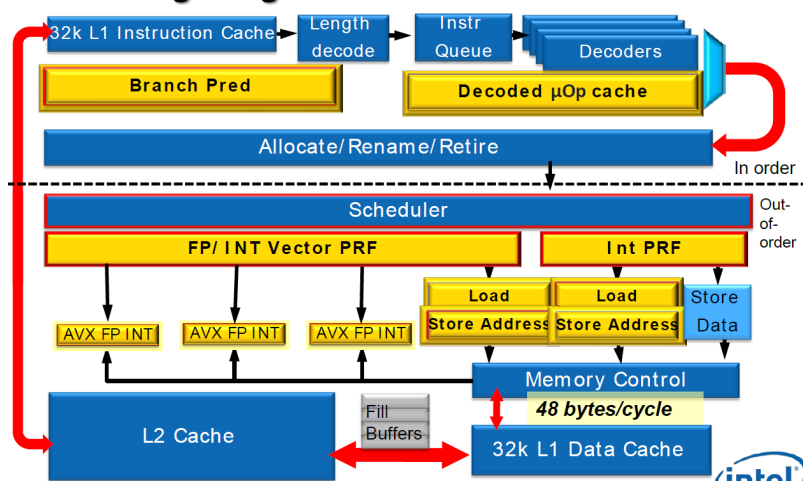 32k L1 Instruction Cache
Length
decode
Instr
Queue
Decoders
Branch Pred
Decoded µOp cache
Allocate/Rename/Retire
In order
Scheduler
Out-
of-
order
FP/ INT Vector PRF
Int PRF
Load
Load
Store
Data
Store Address
Store Address
AVX FP INT
AVX FP INT
AVX FP INT
Memory Control
48 bytes/cycle
Fill
Buffers
L2 Cache
32k L1 Data Cache
intel